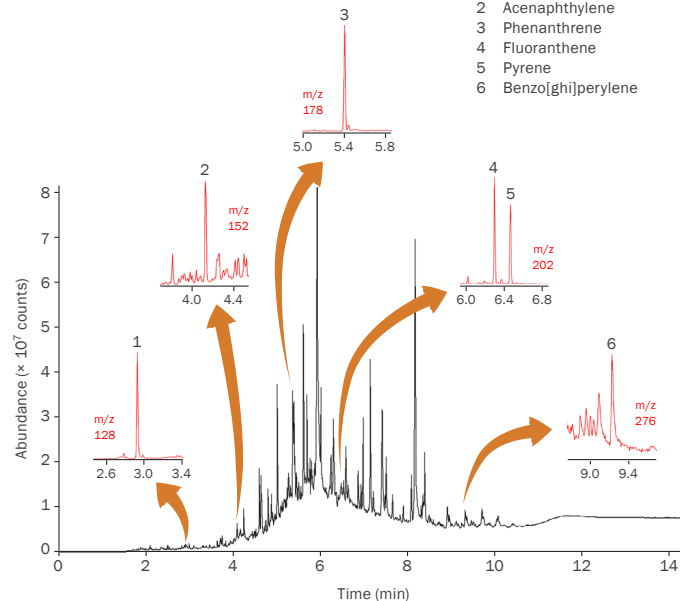 2 Acenaphthylene
3 Phenanthrene
4 Fluoranthene
5 Pyrene
6 Benzo[ghi]perylene
3
m/z
178
5.0 5.4 5.8
2
m/z
152
4.0 4.4
4
5
m/z
202
6.0 6.4 6.8
1
m/z
128
2.6 3.0 3.4
6
m/z
276
9.0 9.4
Abundance (× 10⁷ counts)
8
7
6
5
4
3
2
1
0
0 2 4 6 8 10 12 14
Time (min)